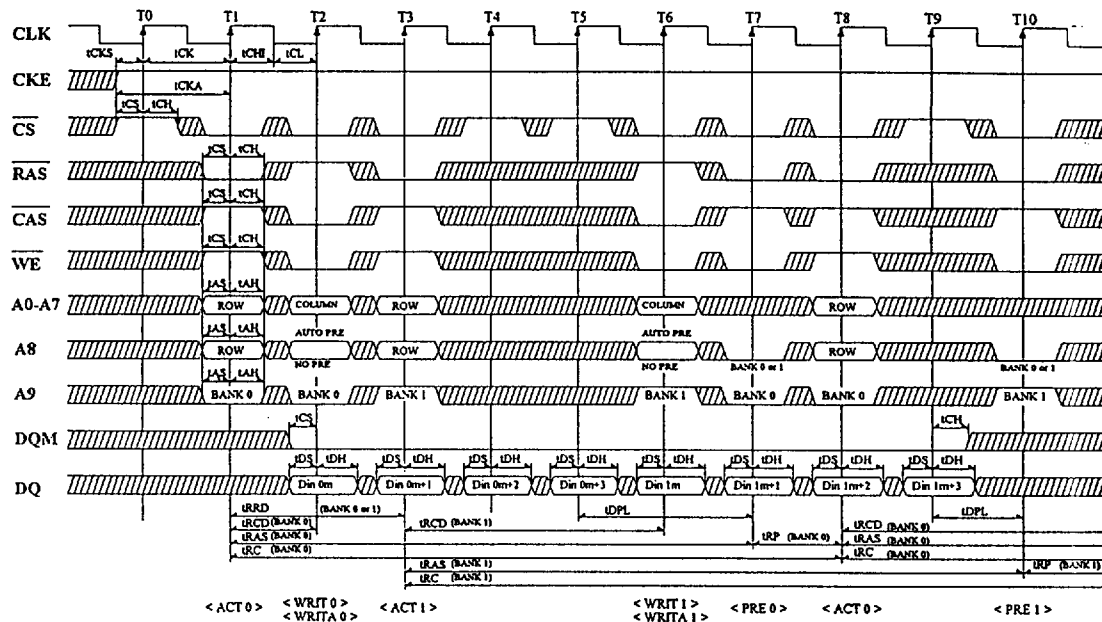 T0 T1 T2 T3 T4 T5 T6 T7 T8 T9 T10
CLK
tCKS tCK tCHI tCL
CKE
tCKA
tCS tCH
CS
tCS tCH
RAS
tCS tCH
CAS
tCS tCH
WE
tAS tAH
A0-A7 ROW COLUMN ROW COLUMN ROW
tAS tAH AUTO PRE AUTO PRE
A8 ROW ROW ROW
tAS tAH NO PRE NO PRE BANK 0 or 1 BANK 0 or 1
A9 BANK 0 BANK 0 BANK 1 BANK 1 BANK 0 BANK 0 BANK 1
tCS tCH
DQM
tDS tDH tDS tDH tDS tDH tDS tDH tDS tDH tDS tDH tDS tDH tDS tDH
DQ Din 0m Din 0m+1 Din 0m+2 Din 0m+3 Din 1m Din 1m+1 Din 1m+2 Din 1m+3
tRRD (BANK 0 or 1) tDPL tDPL
tRCD (BANK 0) tRCD (BANK 1) tRCD (BANK 0)
tRAS (BANK 0) tRP (BANK 0) tRAS (BANK 0)
tRC (BANK 0) tRC (BANK 0)
tRAS (BANK 1) tRP (BANK 1)
tRC (BANK 1)
< ACT 0 > < WRIT 0 > < ACT 1 > < WRIT 1 > < PRE 0 > < ACT 0 > < PRE 1 >
< WRITA 0 > < WRITA 1 >